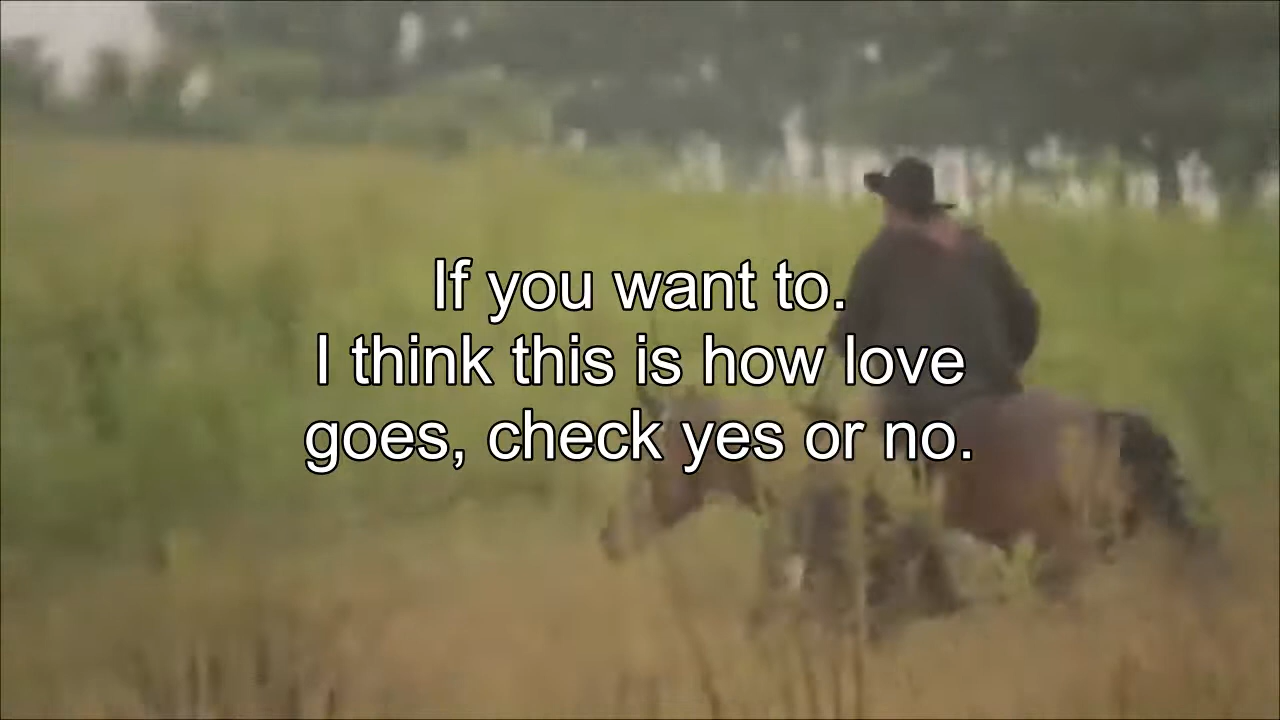 If you want to.
I think this is how love
goes, check yes or no.